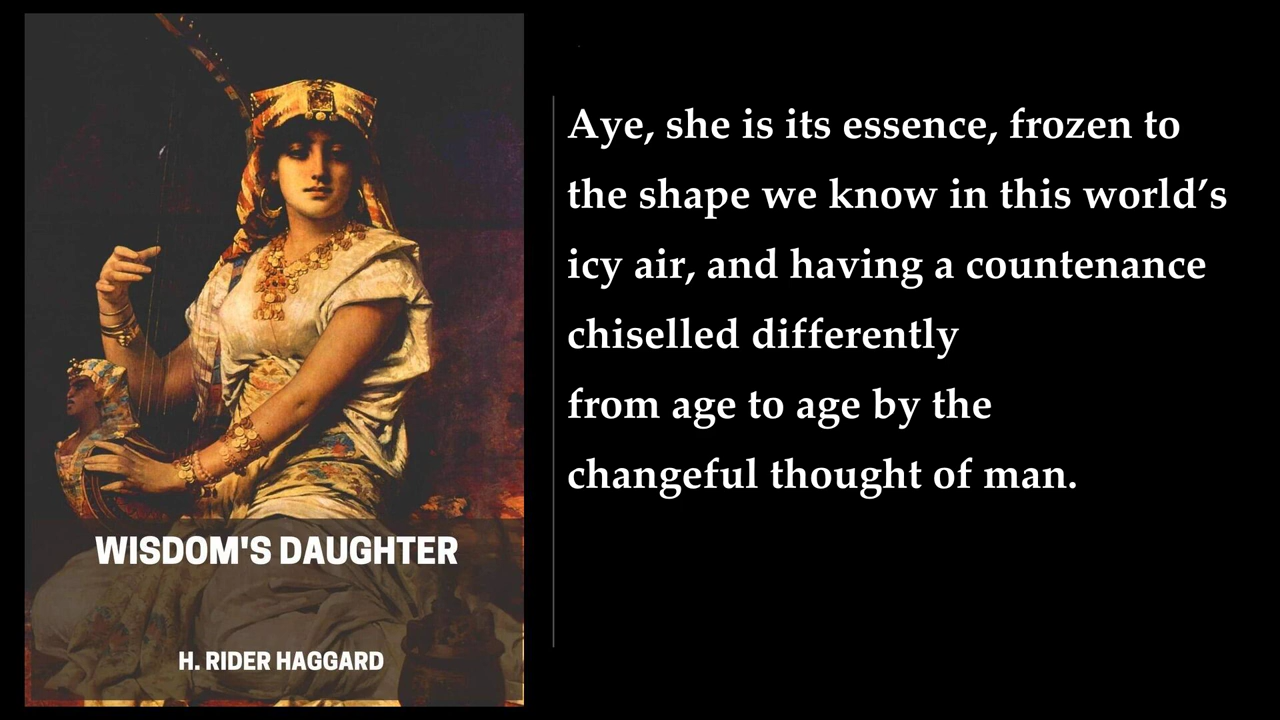 WISDOM'S DAUGHTER
H. RIDER HAGGARD
Aye, she is its essence, frozen to
the shape we know in this world’s
icy air, and having a countenance
chiselled differently
from age to age by the
changeful thought of man.